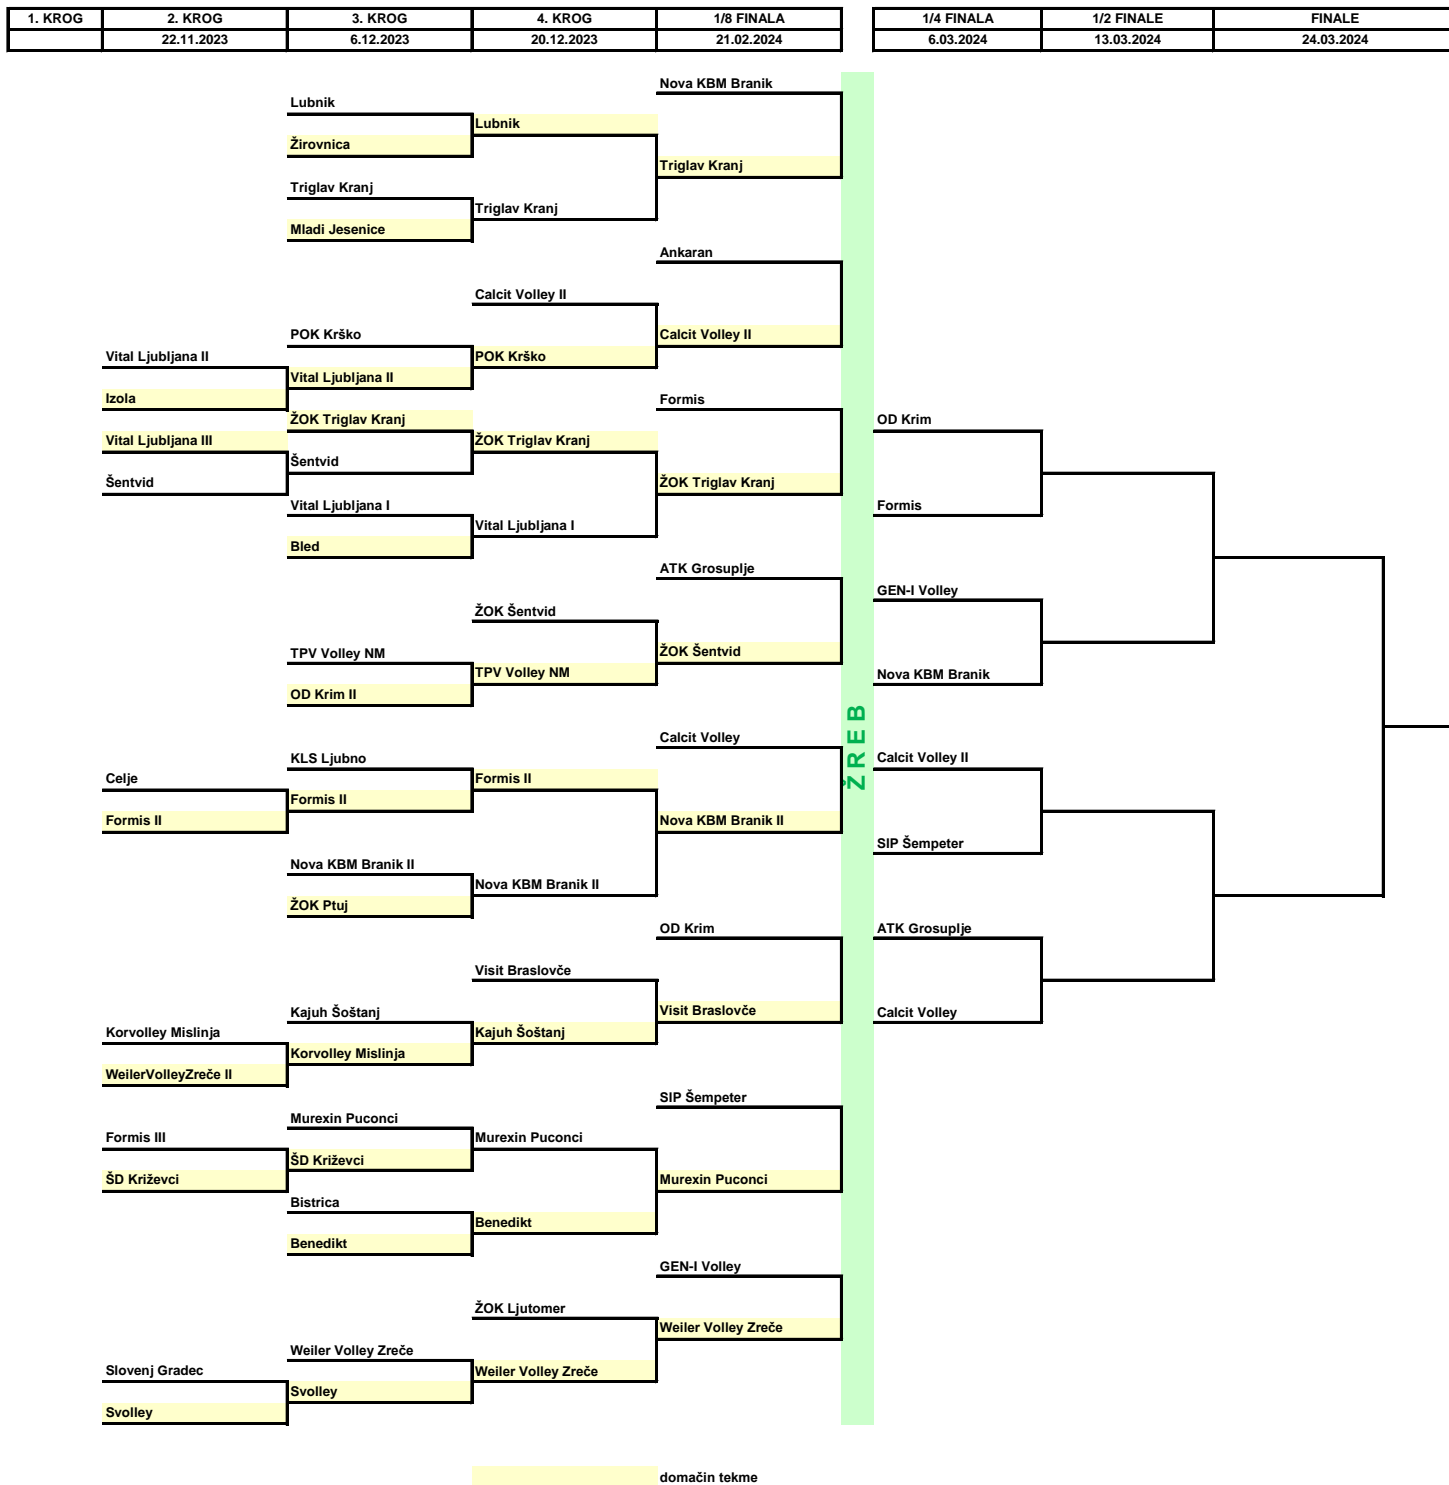 1. KROG 2. KROG 3. KROG 4. KROG 1/8 FINALA 1/4 FINALA 1/2 FINALE FINALE
22.11.2023 6.12.2023 20.12.2023 21.02.2024 6.03.2024 13.03.2024 24.03.2024
Nova KBM Branik
Lubnik
Lubnik
Žirovnica
Triglav Kranj
Triglav Kranj
Triglav Kranj
Mladi Jesenice
Ankaran
Calcit Volley II
POK Krško Calcit Volley II
Vital Ljubljana II POK Krško
Vital Ljubljana II
Izola Formis
ŽOK Triglav Kranj OD Krim
Vital Ljubljana III ŽOK Triglav Kranj
Šentvid
Šentvid ŽOK Triglav Kranj
Vital Ljubljana I Formis
Vital Ljubljana I
Bled
ATK Grosuplje
GEN-I Volley
ŽOK Šentvid
TPV Volley NM ŽOK Šentvid
TPV Volley NM Nova KBM Branik
OD Krim II
ŽREB
Calcit Volley
KLS Ljubno Calcit Volley II
Celje Formis II
Formis II
Formis II Nova KBM Branik II
SIP Šempeter
Nova KBM Branik II
Nova KBM Branik II
ŽOK Ptuj
OD Krim ATK Grosuplje
Visit Braslovče
Kajuh Šoštanj Visit Braslovče Calcit Volley
Korvolley Mislinja Kajuh Šoštanj
Korvolley Mislinja
WeilerVolleyZreče II
SIP Šempeter
Murexin Puconci
Formis III Murexin Puconci
ŠD Križevci
ŠD Križevci Murexin Puconci
Bistrica
Benedikt
Benedikt
GEN-I Volley
ŽOK Ljutomer
Weiler Volley Zreče
Weiler Volley Zreče
Slovenj Gradec Weiler Volley Zreče
Svolley
Svolley
domačin tekme